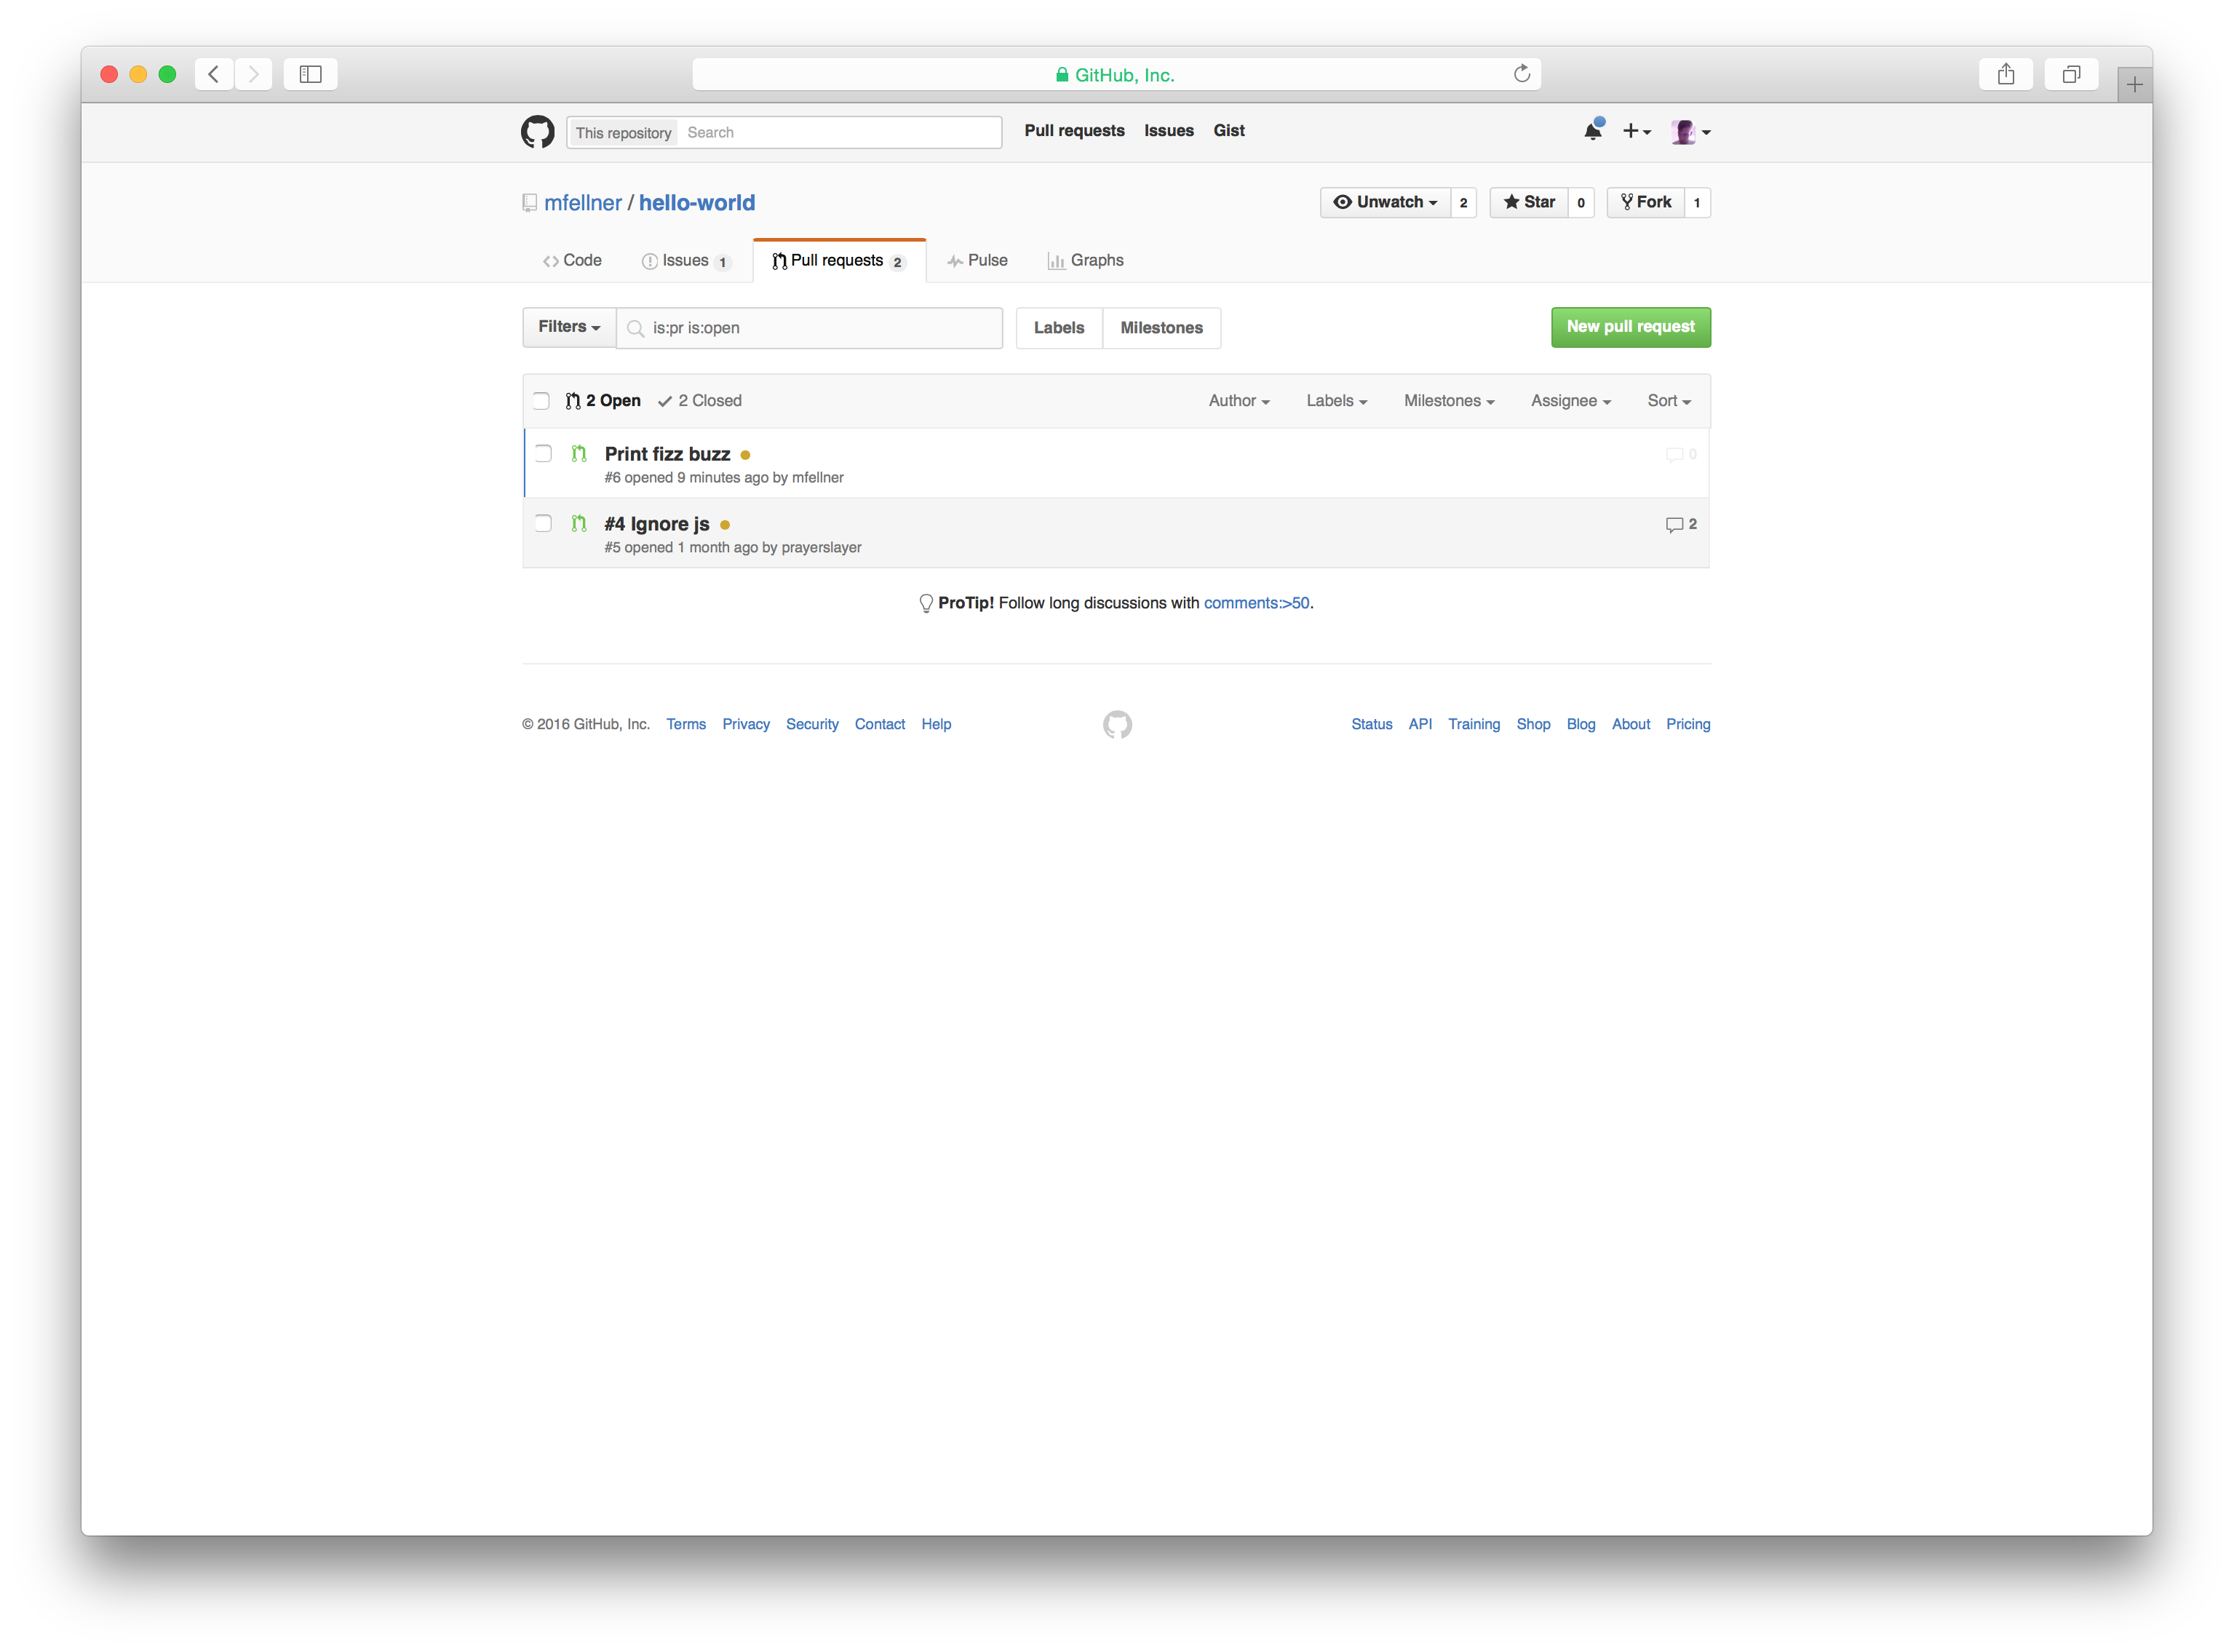 GitHub, Inc.
This repository Search Pull requests Issues Gist
mfellner / hello-world Unwatch 2 Star 0 Fork 1
Code Issues 1 Pull requests 2 Pulse Graphs
Filters is:pr is:open Labels Milestones New pull request
2 Open 2 Closed Author Labels Milestones Assignee Sort
Print fizz buzz 0
#6 opened 9 minutes ago by mfellner
#4 Ignore js 2
#5 opened 1 month ago by prayerslayer
ProTip! Follow long discussions with comments:>50.
© 2016 GitHub, Inc. Terms Privacy Security Contact Help Status API Training Shop Blog About Pricing